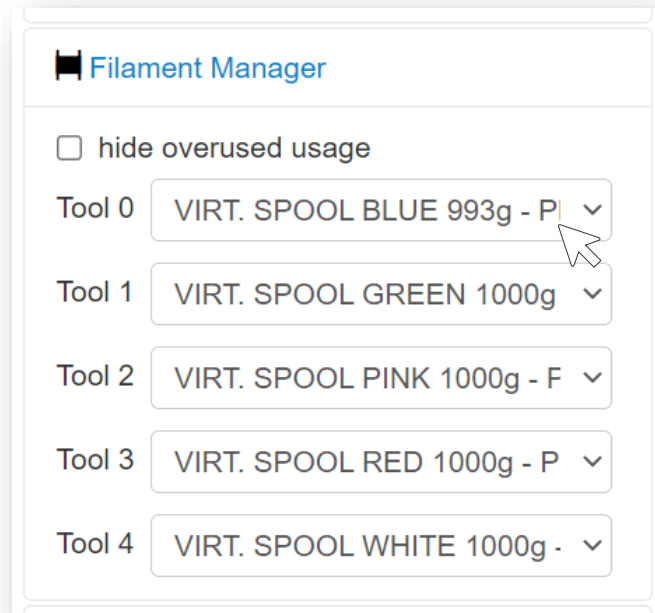 Filament Manager
hide overused usage
Tool 0 VIRT. SPOOL BLUE 993g - P
Tool 1 VIRT. SPOOL GREEN 1000g
Tool 2 VIRT. SPOOL PINK 1000g - P
Tool 3 VIRT. SPOOL RED 1000g - P
Tool 4 VIRT. SPOOL WHITE 1000g -